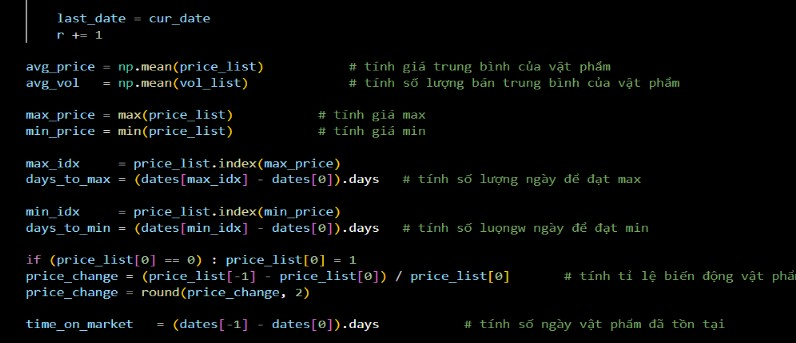 last_date = cur_date
r += 1
avg_price = np.mean(price_list) # tính giá trung bình của vật phẩm
avg_vol = np.mean(vol_list) # tính số lượng bán trung bình của vật phẩm
max_price = max(price_list) # tính giá max
min_price = min(price_list) # tính giá min
max_idx = price_list.index(max_price)
days_to_max = (dates[max_idx] - dates[0]).days # tính số lượng ngày để đạt max
min_idx = price_list.index(min_price)
days_to_min = (dates[min_idx] - dates[0]).days # tính số luọngw ngày để đạt min
if (price_list[0] == 0) : price_list[0] = 1
price_change = (price_list[-1] - price_list[0]) / price_list[0] # tính tỉ lệ biến động vật
price_change = round(price_change, 2)
time_on_market = (dates[-1] - dates[0]).days # tính số ngày vật phẩm đã tồn tại